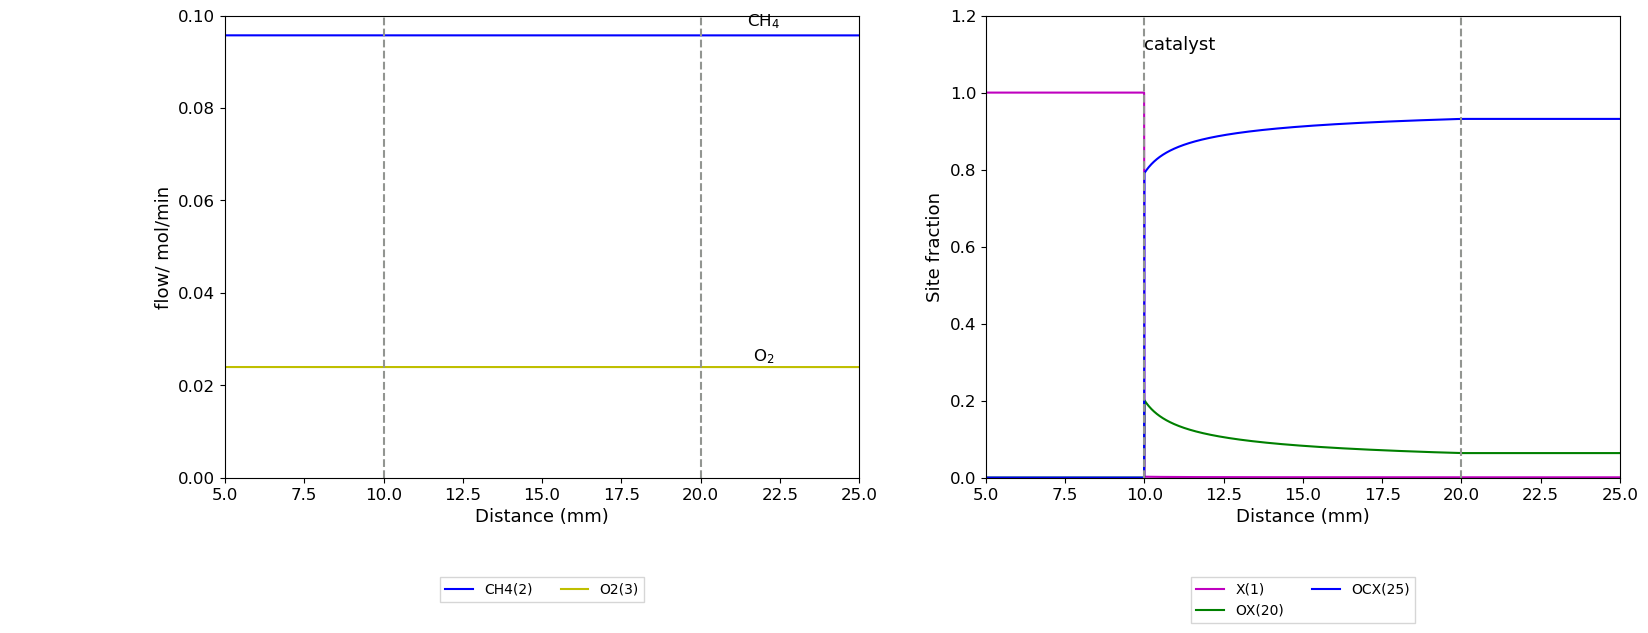 0.10
0.08
0.06
0.04
0.02
0.00
flow/ mol/min
CH₄
O₂
5.0 7.5 10.0 12.5 15.0 17.5 20.0 22.5 25.0
Distance (mm)
CH4(2) O2(3)
1.2
1.0
0.8
0.6
0.4
0.2
0.0
Site fraction
catalyst
5.0 7.5 10.0 12.5 15.0 17.5 20.0 22.5 25.0
Distance (mm)
X(1) OCX(25)
OX(20)